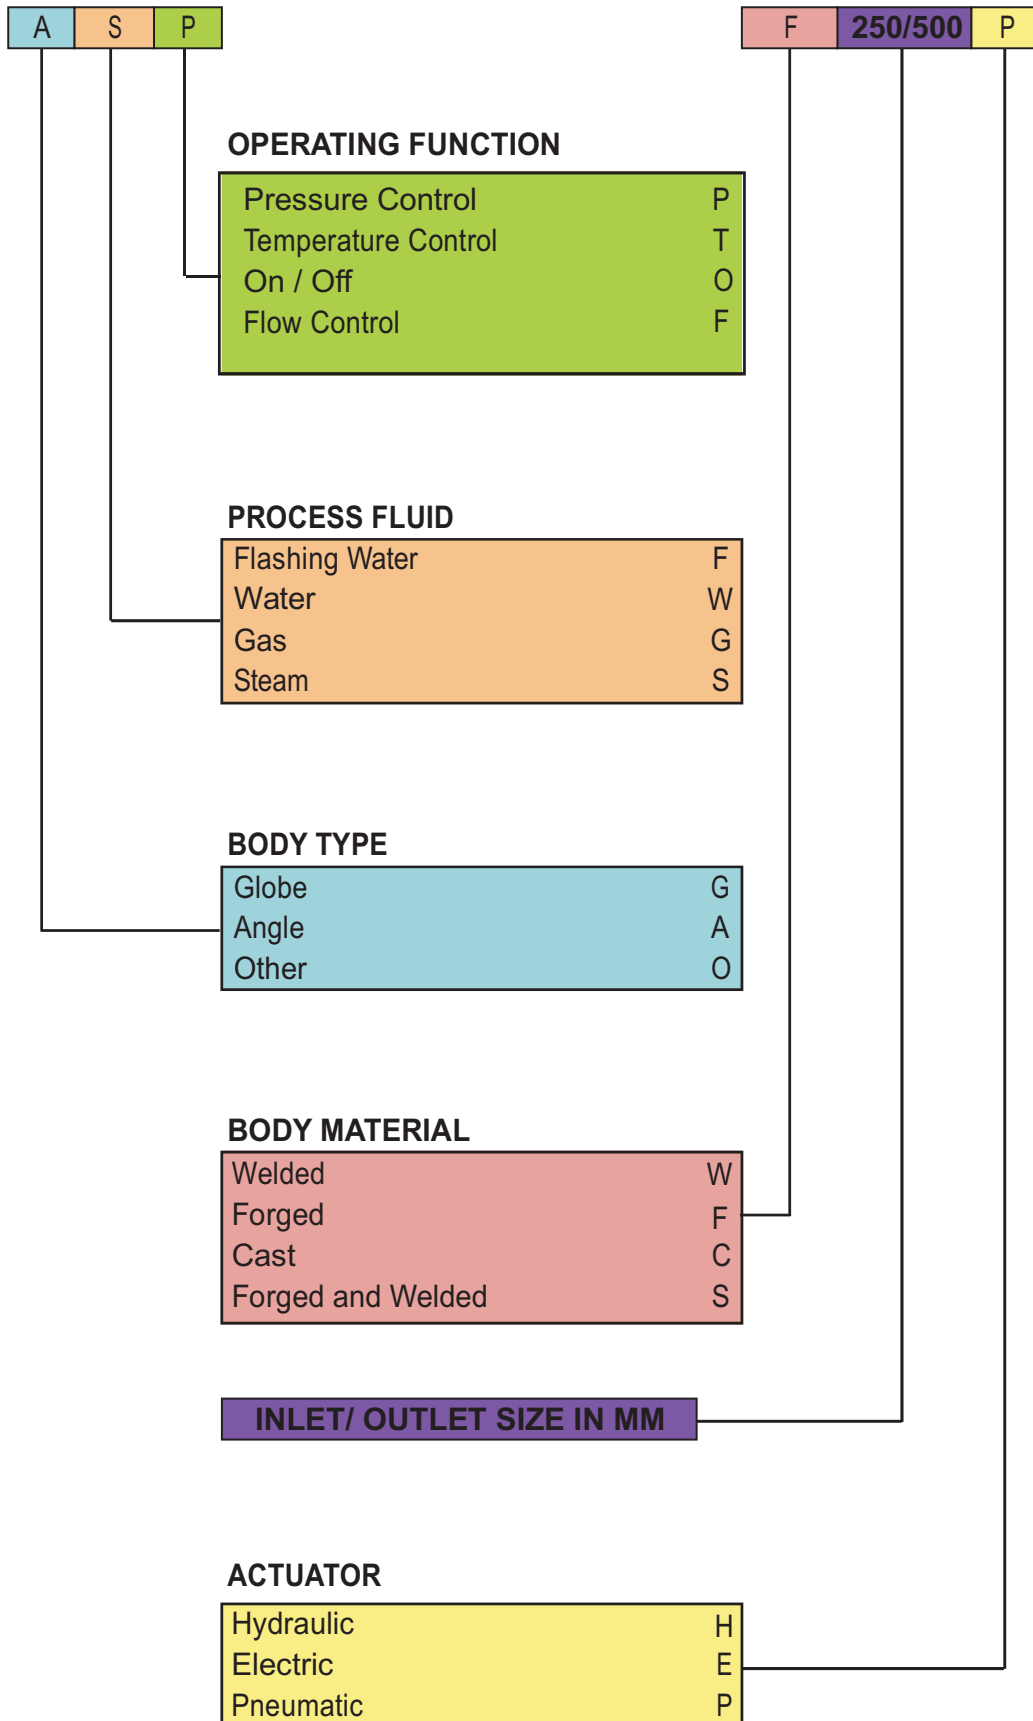 A S P F 250/500 P
OPERATING FUNCTION
Pressure Control P
Temperature Control T
On / Off O
Flow Control F
PROCESS FLUID
Flashing Water F
Water W
Gas G
Steam S
BODY TYPE
Globe G
Angle A
Other O
BODY MATERIAL
Welded W
Forged F
Cast C
Forged and Welded S
INLET/ OUTLET SIZE IN MM
ACTUATOR
Hydraulic H
Electric E
Pneumatic P